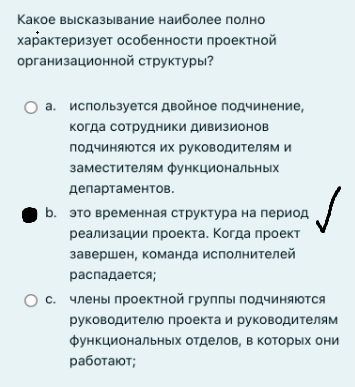 Какое высказывание наиболее полно
характеризует особенности проектной
организационной структуры?
a. используется двойное подчинение,
когда сотрудники дивизионов
подчиняются их руководителям и
заместителям функциональных
департаментов.
b. это временная структура на период
реализации проекта. Когда проект
завершен, команда исполнителей
распадается;
c. члены проектной группы подчиняются
руководителю проекта и руководителям
функциональных отделов, в которых они
работают;